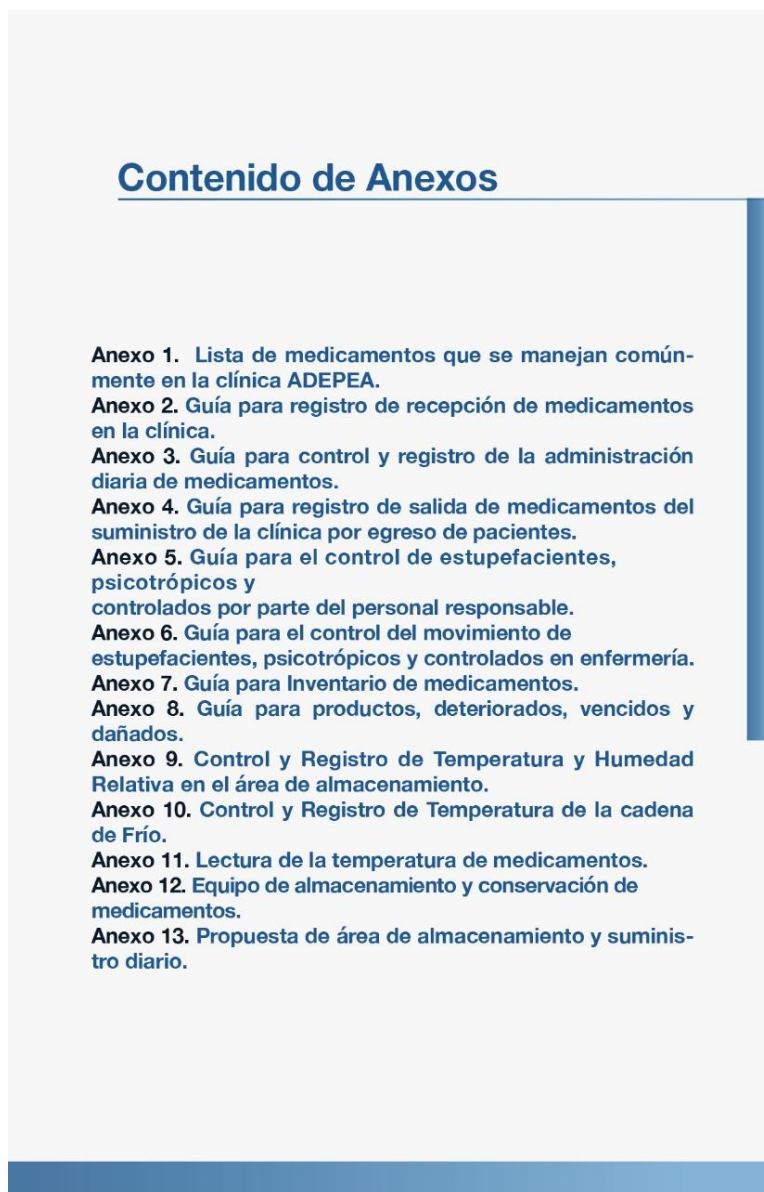 Contenido de Anexos
Anexo 1. Lista de medicamentos que se manejan común-
mente en la clínica ADEPEA.
Anexo 2. Guía para registro de recepción de medicamentos
en la clínica.
Anexo 3. Guía para control y registro de la administración
diaria de medicamentos.
Anexo 4. Guía para registro de salida de medicamentos del
suministro de la clínica por egreso de pacientes.
Anexo 5. Guía para el control de estupefacientes,
psicotrópicos y
controlados por parte del personal responsable.
Anexo 6. Guía para el control del movimiento de
estupefacientes, psicotrópicos y controlados en enfermería.
Anexo 7. Guía para Inventario de medicamentos.
Anexo 8. Guía para productos, deteriorados, vencidos y
dañados.
Anexo 9. Control y Registro de Temperatura y Humedad
Relativa en el área de almacenamiento.
Anexo 10. Control y Registro de Temperatura de la cadena
de Frío.
Anexo 11. Lectura de la temperatura de medicamentos.
Anexo 12. Equipo de almacenamiento y conservación de
medicamentos.
Anexo 13. Propuesta de área de almacenamiento y suminis-
tro diario.